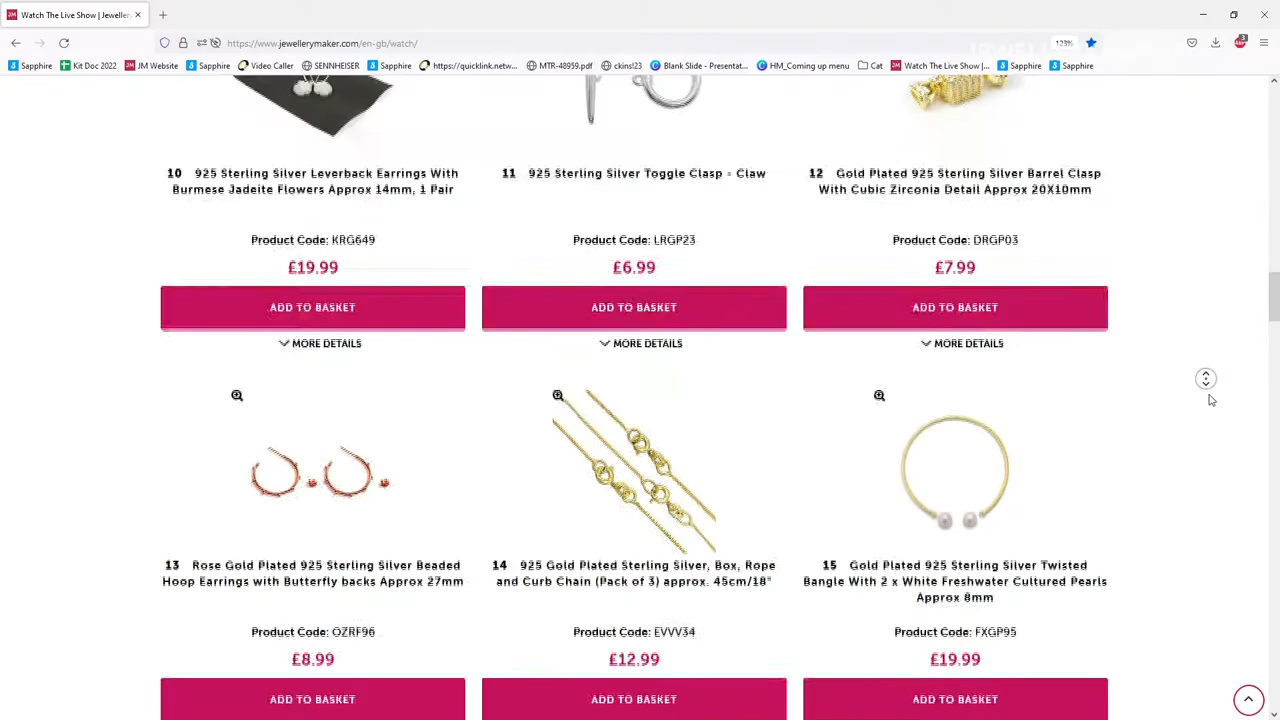 Watch The Live Show | Jeweller
https://www.jewellerymaker.com/en_gb/watch/
123%
3
Sapphire Kit Doc 2022 JM Website Sapphire Video Caller SENNHEISER Sapphire https://quicklink.netw... MTR-48959.pdf ckins!23 Blank Slide - Presentat... HM_Coming up menu Cat Watch The Live Show |... Sapphire Sapphire
10 925 Sterling Silver Leverback Earrings With
Burmese Jadeite Flowers Approx 14mm, 1 Pair
Product Code: KRG649
£19.99
ADD TO BASKET
MORE DETAILS
11 925 Sterling Silver Toggle Clasp - Claw
Product Code: LRGP23
£6.99
ADD TO BASKET
MORE DETAILS
12 Gold Plated 925 Sterling Silver Barrel Clasp
With Cubic Zirconia Detail Approx 20X10mm
Product Code: DRGP03
£7.99
ADD TO BASKET
MORE DETAILS
13 Rose Gold Plated 925 Sterling Silver Beaded
Hoop Earrings with Butterfly backs Approx 27mm
Product Code: OZRF96
£8.99
ADD TO BASKET
14 925 Gold Plated Sterling Silver, Box, Rope
and Curb Chain (Pack of 3) approx. 45cm/18"
Product Code: EVVV34
£12.99
ADD TO BASKET
15 Gold Plated 925 Sterling Silver Twisted
Bangle With 2 x White Freshwater Cultured Pearls
Approx 8mm
Product Code: FXGP95
£19.99
ADD TO BASKET